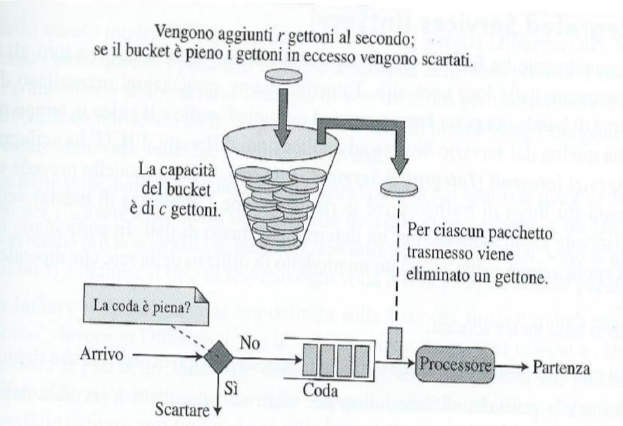 Vengono aggiunti r gettoni al secondo;
se il bucket è pieno i gettoni in eccesso vengono scartati.
La capacità
del bucket
è di c gettoni.
Per ciascun pacchetto
trasmesso viene
eliminato un gettone.
La coda è piena?
Arrivo
No
Sì
Scartare
Coda
Processore
Partenza